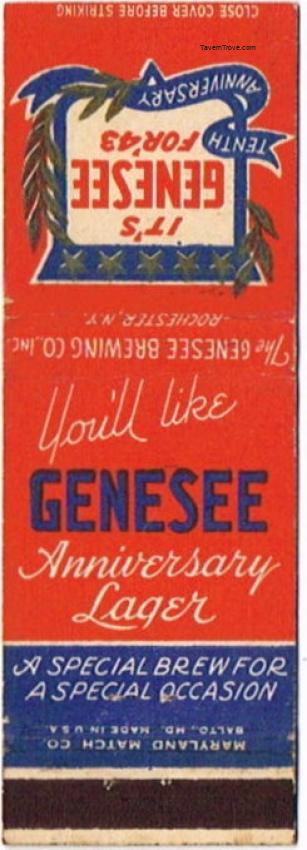 CLOSE COVER BEFORE STRIKING
TavernTrove.com
TENTH ANNIVERSARY
IT'S
GENESEE
FOR '43
The GENESEE BREWING CO., INC.
ROCHESTER, N.Y.
You'll like
GENESEE
Anniversary
Lager
A SPECIAL BREW FOR
A SPECIAL OCCASION
MARYLAND MATCH CO.
BALTO., MD. MADE IN U.S.A.